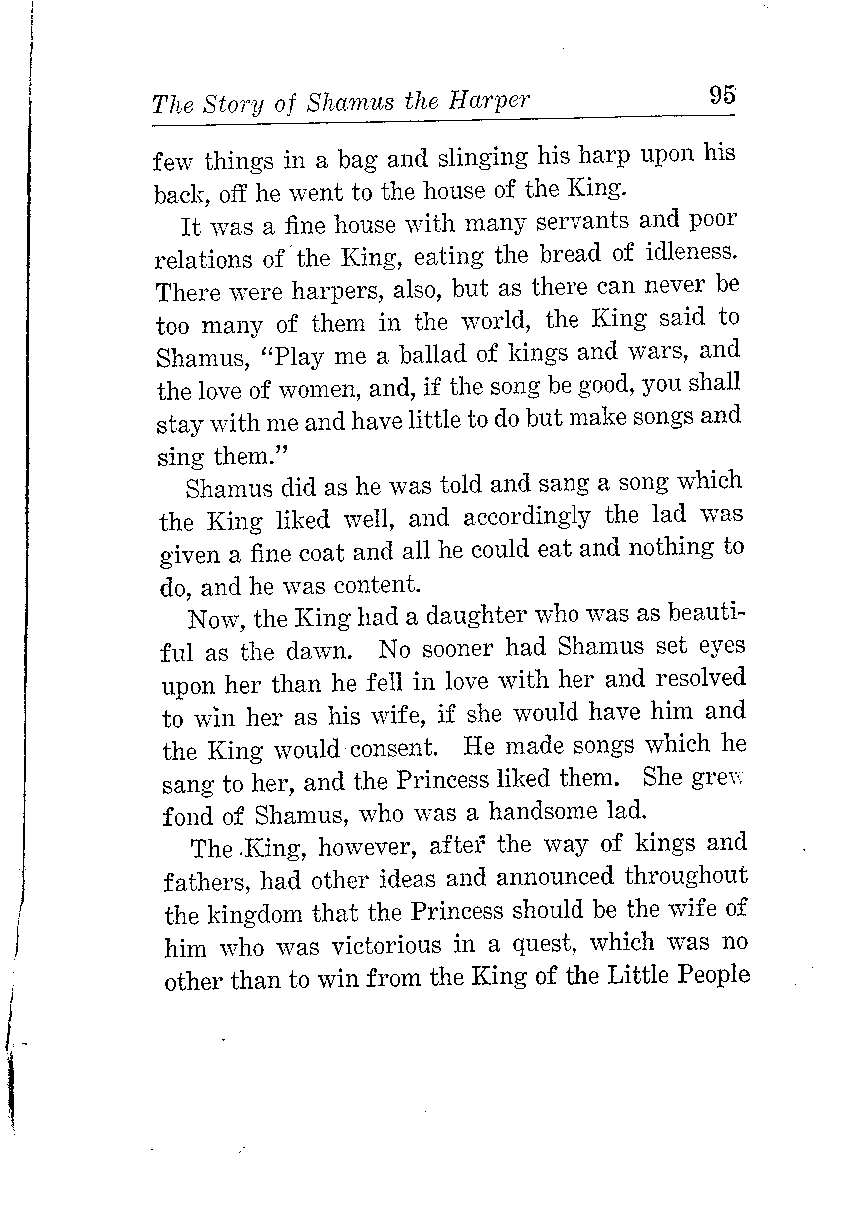 The Story of Shamus the Harper 95
few things in a bag and slinging his harp upon his
back, off he went to the house of the King.
It was a fine house with many servants and poor
relations of the King, eating the bread of idleness.
There were harpers, also, but as there can never be
too many of them in the world, the King said to
Shamus, “Play me a ballad of kings and wars, and
the love of women, and, if the song be good, you shall
stay with me and have little to do but make songs and
sing them.”
Shamus did as he was told and sang a song which
the King liked well, and accordingly the lad was
given a fine coat and all he could eat and nothing to
do, and he was content.
Now, the King had a daughter who was as beauti-
ful as the dawn. No sooner had Shamus set eyes
upon her than he fell in love with her and resolved
to win her as his wife, if she would have him and
the King would consent. He made songs which he
sang to her, and the Princess liked them. She grew
fond of Shamus, who was a handsome lad.
The King, however, after the way of kings and
fathers, had other ideas and announced throughout
the kingdom that the Princess should be the wife of
him who was victorious in a quest, which was no
other than to win from the King of the Little People